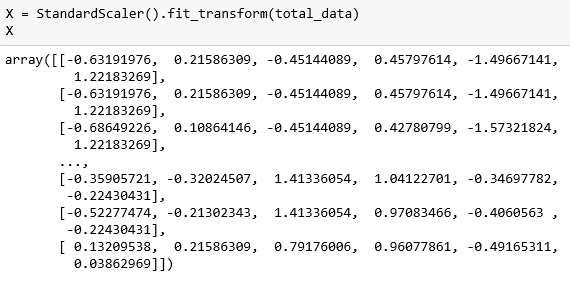 X = StandardScaler().fit_transform(total_data)
X
array([[-0.63191976,  0.21586309, -0.45144089,  0.45797614, -1.49667141,
         1.22183269],
       [-0.63191976,  0.21586309, -0.45144089,  0.45797614, -1.49667141,
         1.22183269],
       [-0.68649226,  0.10864146, -0.45144089,  0.42780799, -1.57321824,
         1.22183269],
       ...,
       [-0.35905721, -0.32024507,  1.41336054,  1.04122701, -0.34697782,
        -0.22430431],
       [-0.52277474, -0.21302343,  1.41336054,  0.97083466, -0.4060563 ,
        -0.22430431],
       [ 0.13209538,  0.21586309,  0.79176006,  0.96077861, -0.49165311,
         0.03862969]])